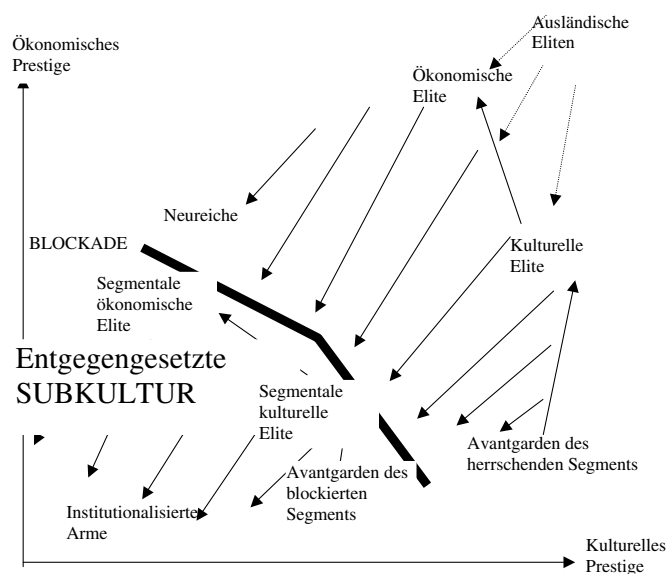 Ausländische
Eliten
Ökonomisches
Prestige
Ökonomische
Elite
Neureiche
BLOCKADE
Kulturelle
Elite
Segmentale
ökonomische
Elite
Entgegengesetzte
SUBKULTUR
Segmentale
kulturelle
Elite
Avantgarden des
herrschenden Segments
Avantgarden des
blockierten
Segments
Institutionalisierte
Arme
Kulturelles
Prestige